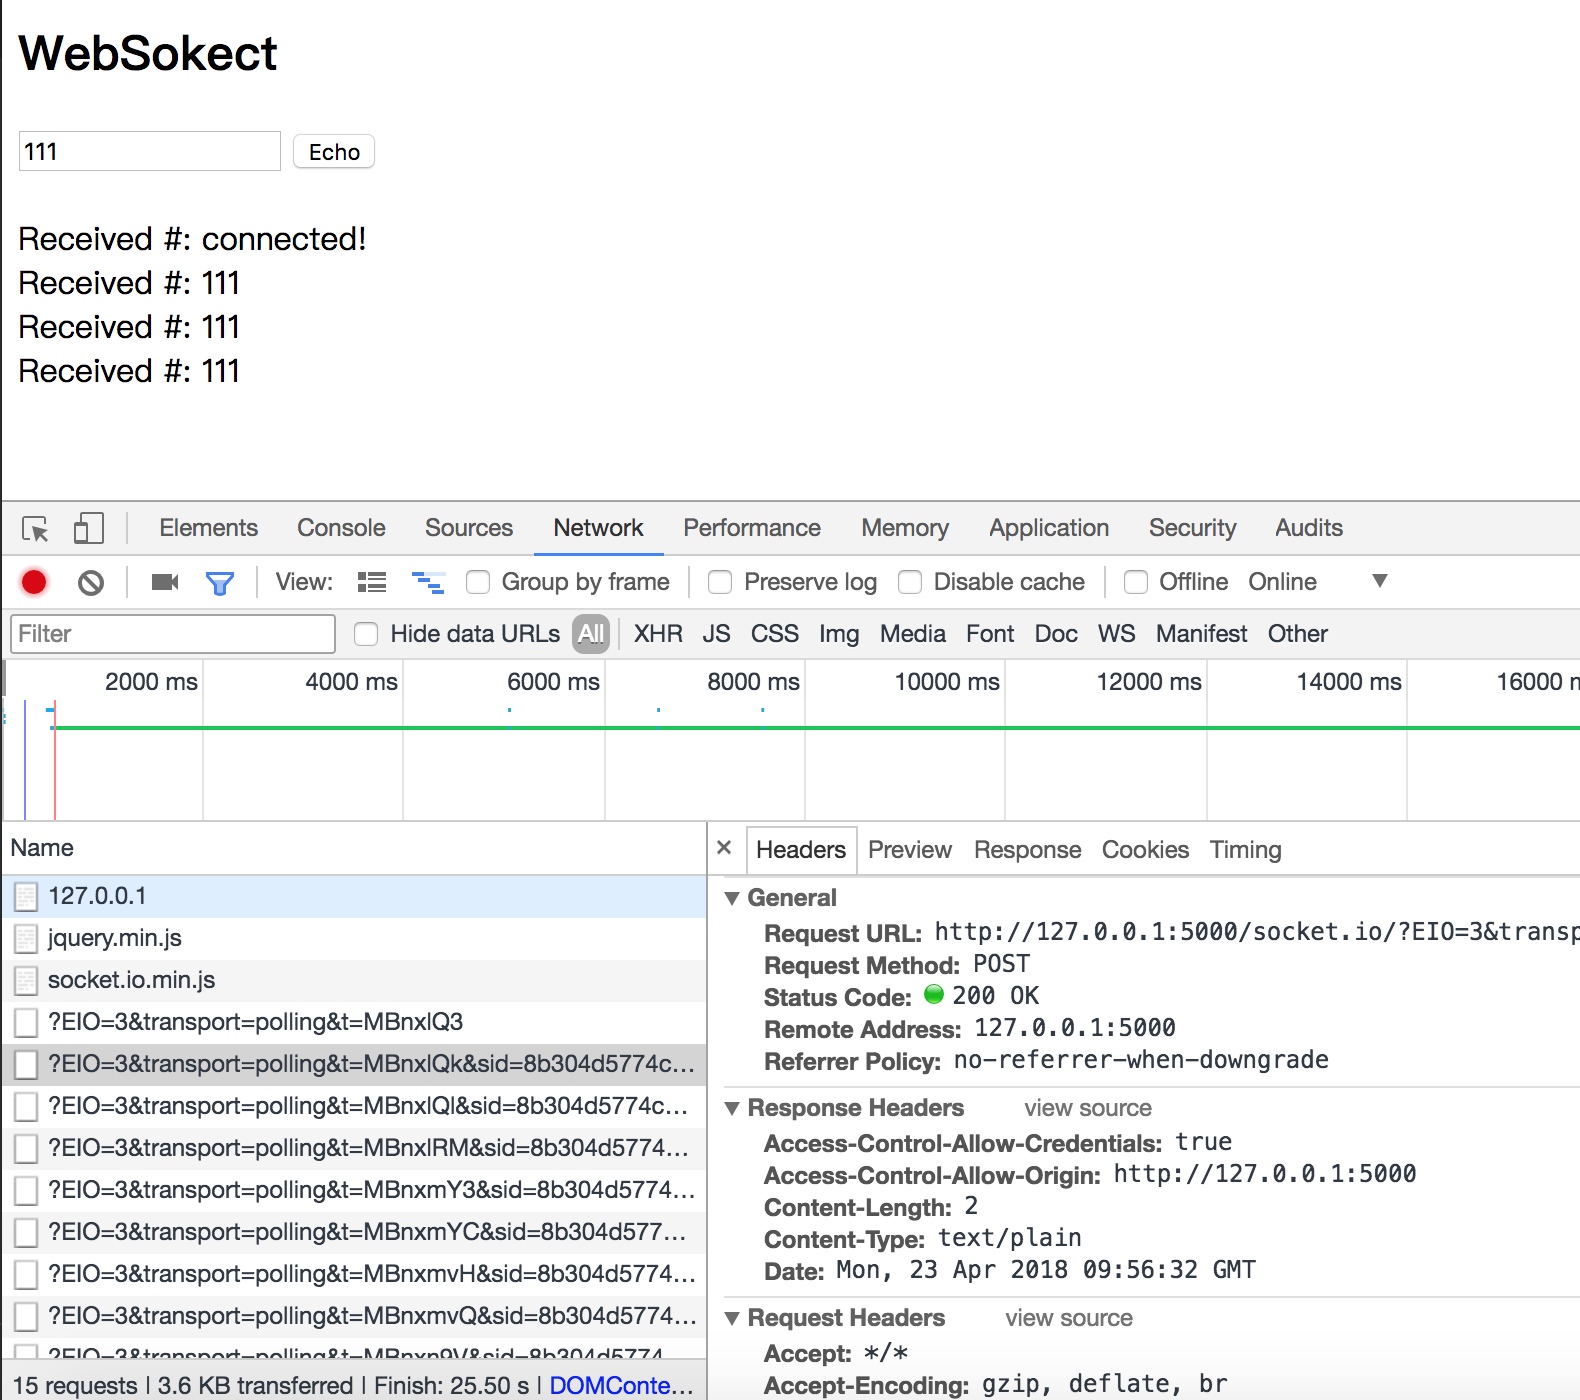 WebSokect
111 Echo
Received #: connected!
Received #: 111
Received #: 111
Received #: 111
Elements Console Sources Network Performance Memory Application Security Audits
View: Group by frame Preserve log Disable cache Offline Online
Filter Hide data URLs All XHR JS CSS Img Media Font Doc WS Manifest Other
2000 ms 4000 ms 6000 ms 8000 ms 10000 ms 12000 ms 14000 ms 16000 m
Name
127.0.0.1
jquery.min.js
socket.io.min.js
?EIO=3&transport=polling&t=MBnxlQ3
?EIO=3&transport=polling&t=MBnxlQk&sid=8b304d5774c...
?EIO=3&transport=polling&t=MBnxlQl&sid=8b304d5774c...
?EIO=3&transport=polling&t=MBnxlRM&sid=8b304d5774...
?EIO=3&transport=polling&t=MBnxmY3&sid=8b304d5774...
?EIO=3&transport=polling&t=MBnxmYC&sid=8b304d577...
?EIO=3&transport=polling&t=MBnxmvH&sid=8b304d5774...
?EIO=3&transport=polling&t=MBnxmvQ&sid=8b304d5774...
15 requests | 3.6 KB transferred | Finish: 25.50 s | DOMConte...
× Headers Preview Response Cookies Timing
General
Request URL: http://127.0.0.1:5000/socket.io/?EIO=3&transp
Request Method: POST
Status Code: 200 OK
Remote Address: 127.0.0.1:5000
Referrer Policy: no-referrer-when-downgrade
Response Headers view source
Access-Control-Allow-Credentials: true
Access-Control-Allow-Origin: http://127.0.0.1:5000
Content-Length: 2
Content-Type: text/plain
Date: Mon, 23 Apr 2018 09:56:32 GMT
Request Headers view source
Accept: */*
Accept-Encoding: gzip, deflate, br